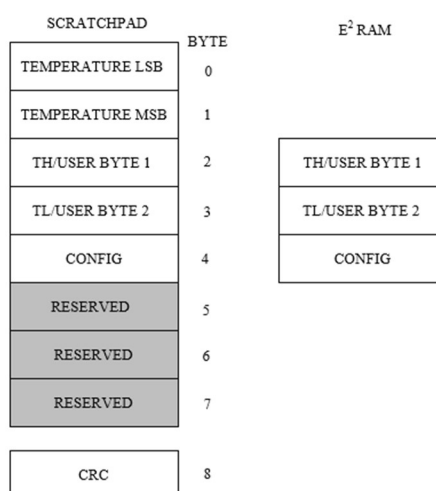 SCRATCHPAD
BYTE
TEMPERATURE LSB 0
TEMPERATURE MSB 1
TH/USER BYTE 1 2
TL/USER BYTE 2 3
CONFIG 4
RESERVED 5
RESERVED 6
RESERVED 7
CRC 8
E² RAM
TH/USER BYTE 1
TL/USER BYTE 2
CONFIG